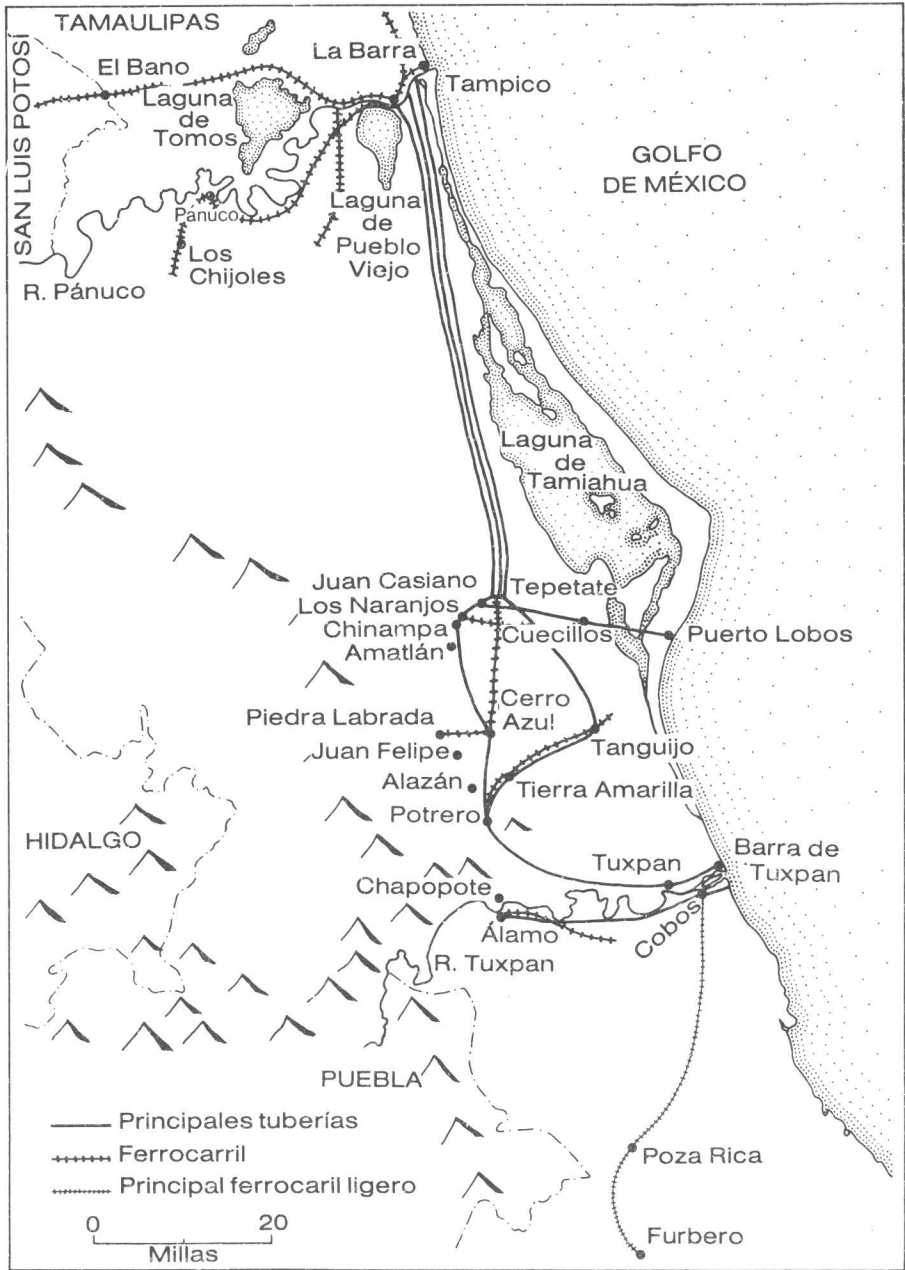 TAMAULIPAS
SAN LUIS POTOSÍ
La Barra
El Bano
Tampico
Laguna
de
Tomos
GOLFO
DE MÉXICO
Pánuco
Laguna
de
Pueblo
Viejo
Los
Chijoles
R. Pánuco
Laguna
de
Tamiahua
Juan Casiano
Tepetate
Los Naranjos
Chinampa
Cuecillos
Puerto Lobos
Amatlán
Cerro
Azul
Piedra Labrada
Tanguijo
Juan Felipe
Alazán
Tierra Amarilla
Potrero
HIDALGO
Tuxpan
Barra de
Tuxpan
Chapopote
Álamo
Cobos
R. Tuxpan
PUEBLA
Principales tuberías
Ferrocarril
Principal ferrocaril ligero
Poza Rica
0 20
Millas
Furbero